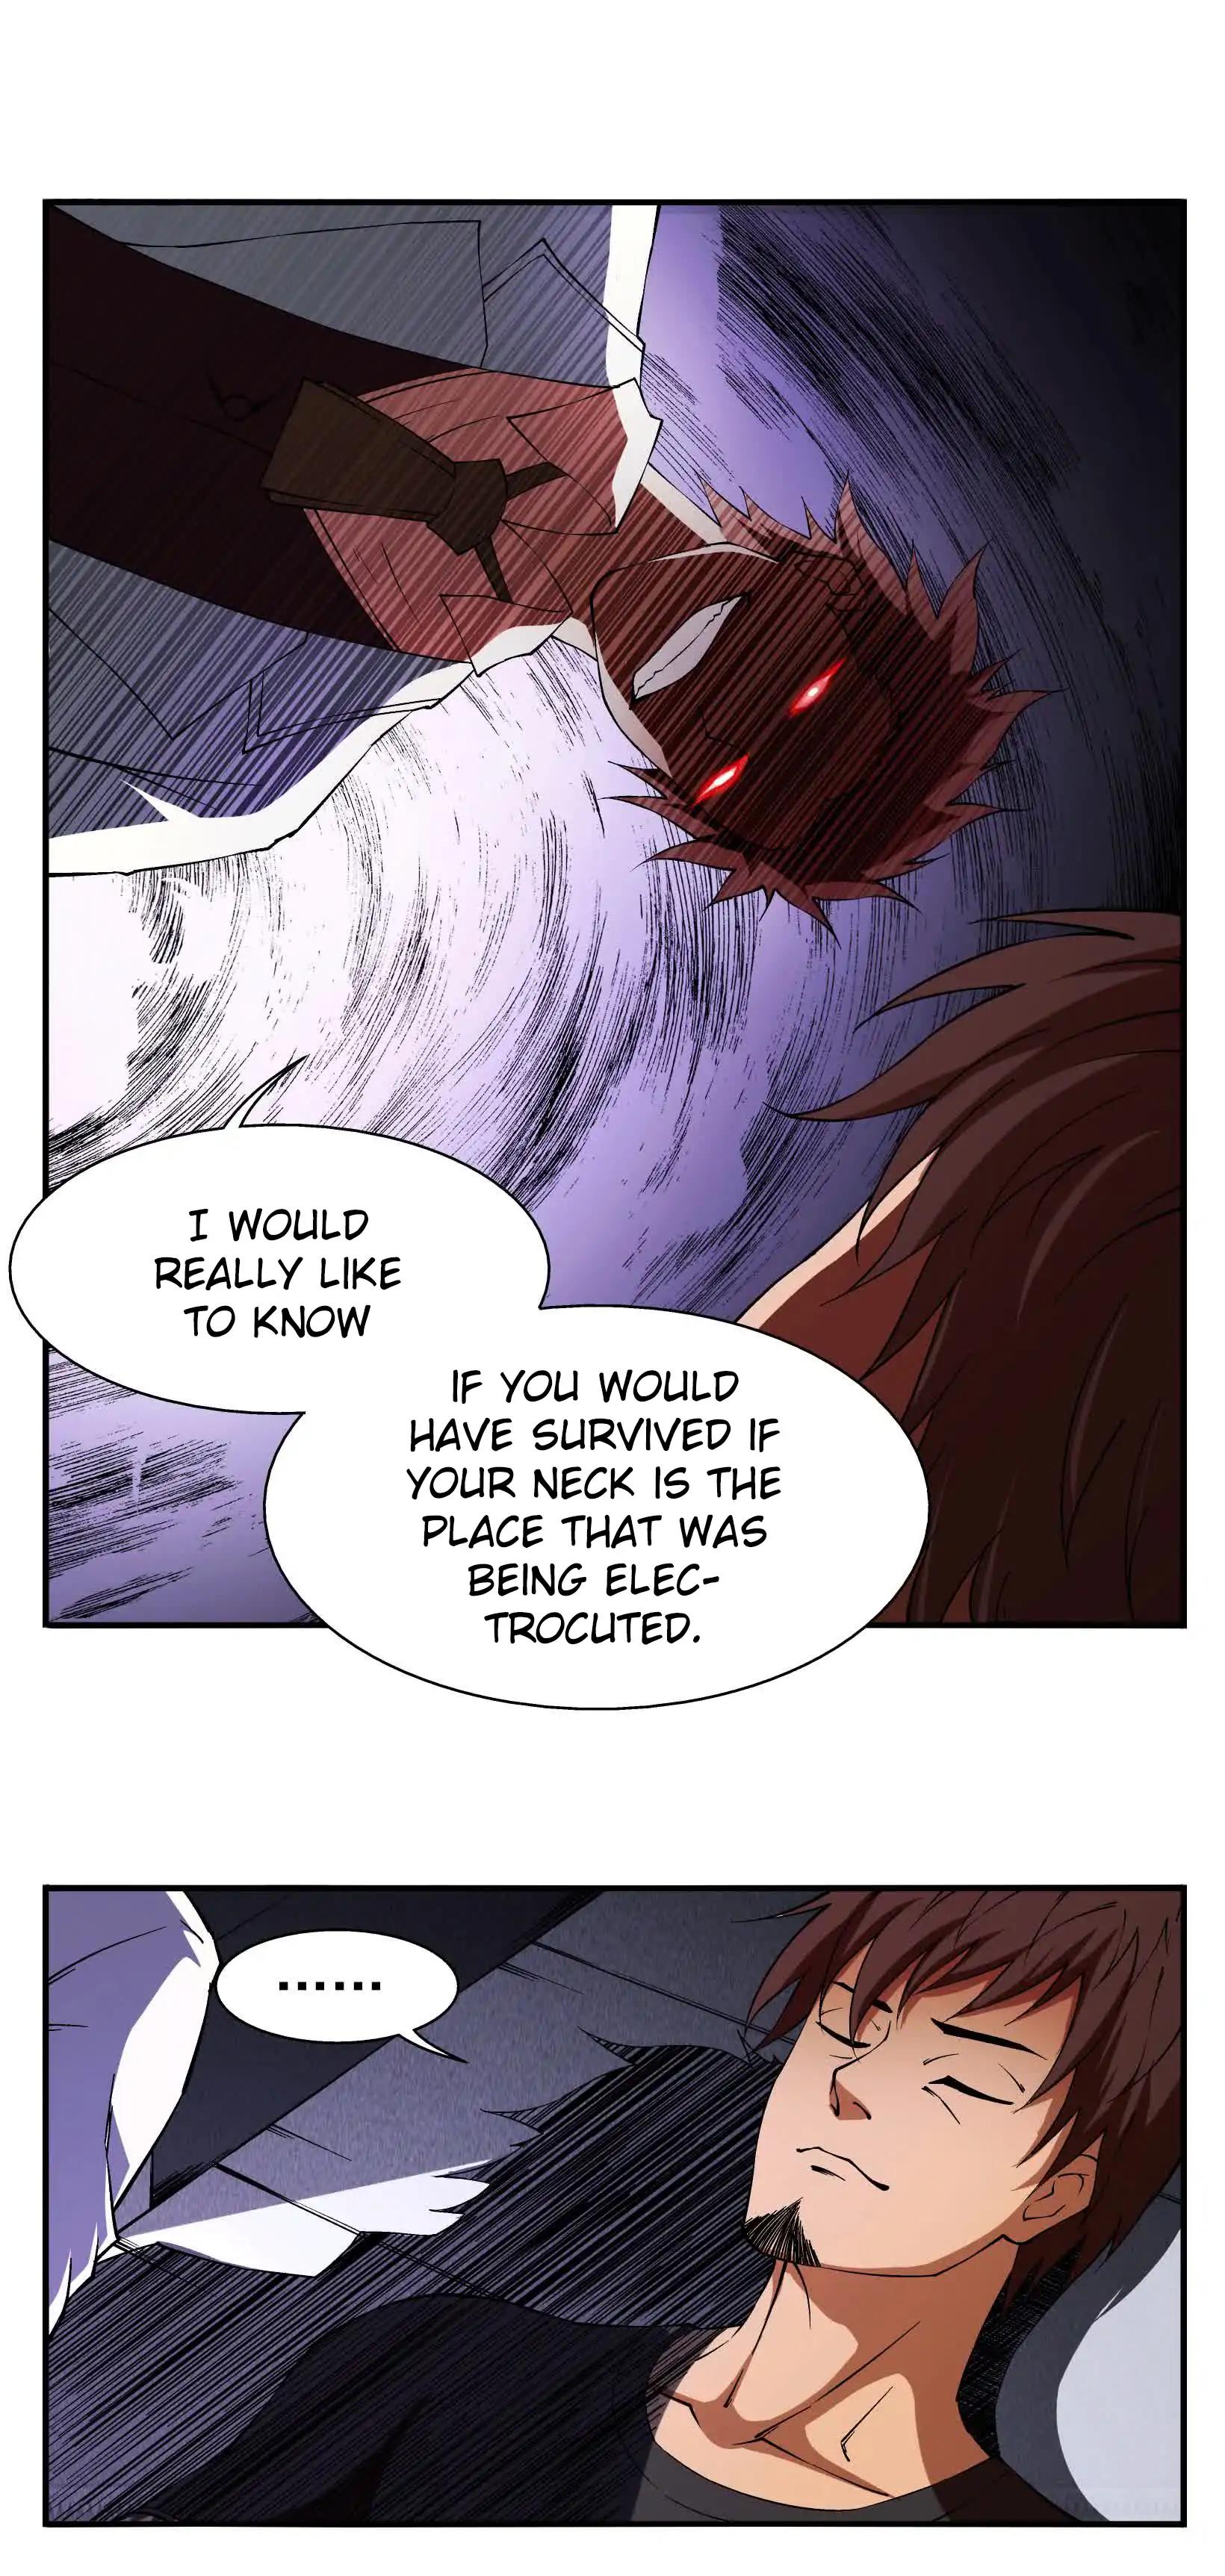 I WOULD
REALLY LIKE
TO KNOW
IF YOU WOULD
HAVE SURVIVED IF
YOUR NECK IS THE
PLACE THAT WAS
BEING ELEC-
TROCUTED.
......